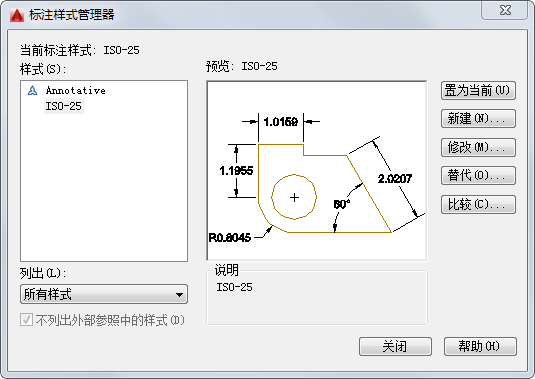 标注样式管理器
当前标注样式: ISO-25
样式(S):
Annotative
ISO-25
预览: ISO-25
1.0159
1.1955
2.0207
60°
R0.8045
置为当前(U)
新建(N)...
修改(M)...
替代(O)...
比较(C)...
列出(L):
所有样式
不列出外部参照中的样式(D)
说明
ISO-25
关闭
帮助(H)